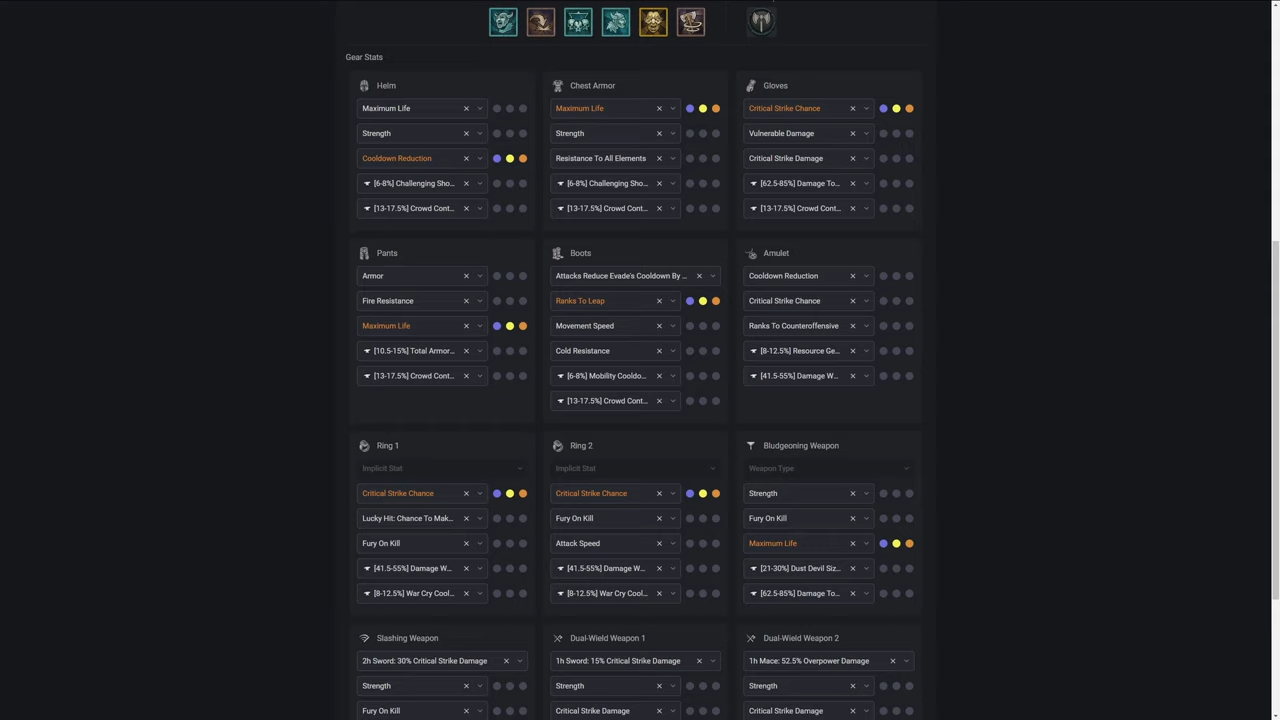 Gear Stats
Helm
Maximum Life
Strength
Cooldown Reduction
[6-8%] Challenging Sho...
[13-17.5%] Crowd Cont...
Chest Armor
Maximum Life
Strength
Resistance To All Elements
[6-8%] Challenging Sho...
[13-17.5%] Crowd Cont...
Gloves
Critical Strike Chance
Vulnerable Damage
Critical Strike Damage
[62.5-85%] Damage To...
[13-17.5%] Crowd Cont...
Pants
Armor
Fire Resistance
Maximum Life
[10.5-15%] Total Armor...
[13-17.5%] Crowd Cont...
Boots
Attacks Reduce Evade's Cooldown By ...
Ranks To Leap
Movement Speed
Cold Resistance
[6-8%] Mobility Cooldo...
[13-17.5%] Crowd Cont...
Amulet
Cooldown Reduction
Critical Strike Chance
Ranks To Counteroffensive
[8-12.5%] Resource Ge...
[41.5-55%] Damage W...
Ring 1
Implicit Stat
Critical Strike Chance
Lucky Hit: Chance To Mak...
Fury On Kill
[41.5-55%] Damage W...
[8-12.5%] War Cry Cool...
Ring 2
Implicit Stat
Critical Strike Chance
Fury On Kill
Attack Speed
[41.5-55%] Damage W...
[8-12.5%] War Cry Cool...
Bludgeoning Weapon
Weapon Type
Strength
Fury On Kill
Maximum Life
[21-30%] Dust Devil Siz...
[62.5-85%] Damage To...
Slashing Weapon
2h Sword: 30% Critical Strike Damage
Strength
Fury On Kill
Dual-Wield Weapon 1
1h Sword: 15% Critical Strike Damage
Strength
Critical Strike Damage
Dual-Wield Weapon 2
1h Mace: 52.5% Overpower Damage
Strength
Critical Strike Damage